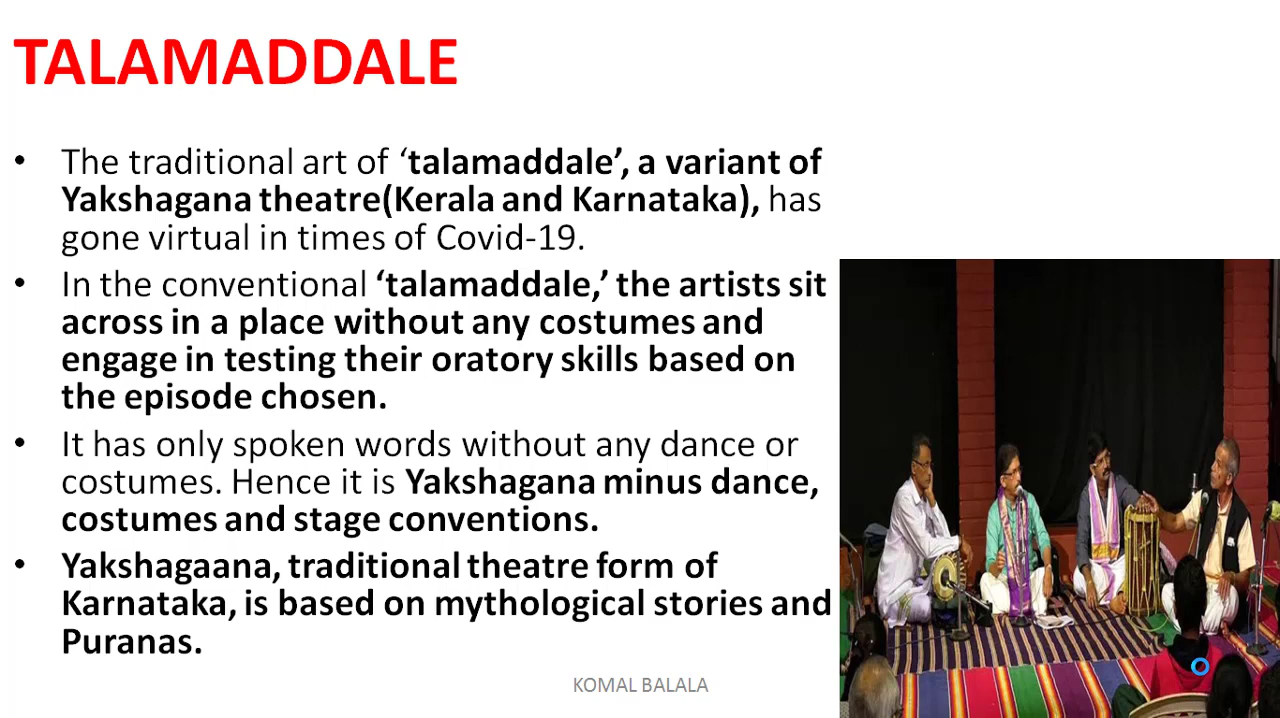 TALAMADDALE
• The traditional art of ‘talamaddale’, a variant of
Yakshagana theatre(Kerala and Karnataka), has
gone virtual in times of Covid-19.
• In the conventional ‘talamaddale,’ the artists sit
across in a place without any costumes and
engage in testing their oratory skills based on
the episode chosen.
• It has only spoken words without any dance or
costumes. Hence it is Yakshagana minus dance,
costumes and stage conventions.
• Yakshagaana, traditional theatre form of
Karnataka, is based on mythological stories and
Puranas.
KOMAL BALALA